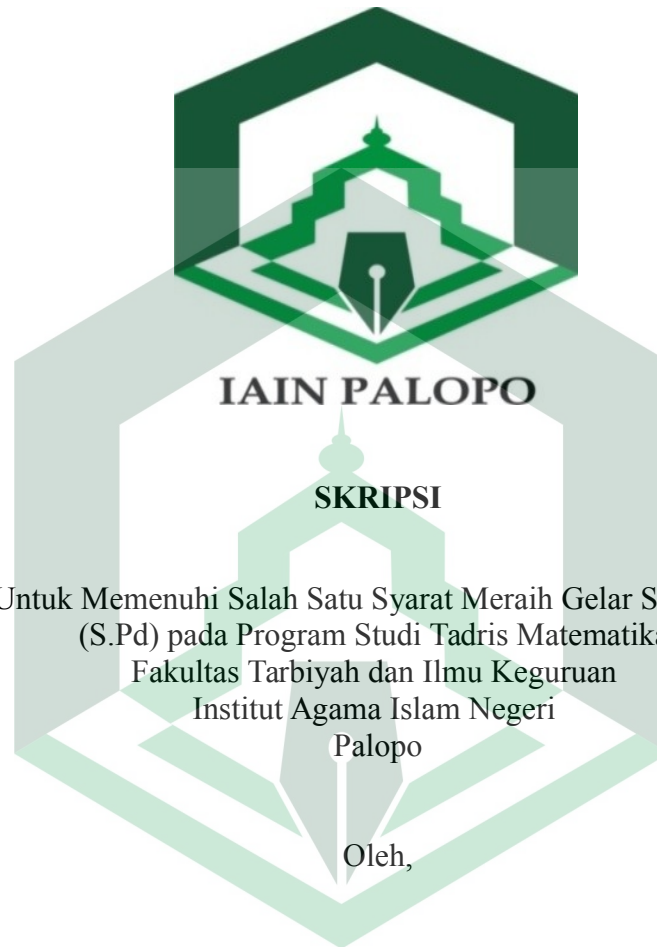 IAIN PALOPO
SKRIPSI
Untuk Memenuhi Salah Satu Syarat Meraih Gelar S
(S.Pd) pada Program Studi Tadris Matematika
Fakultas Tarbiyah dan Ilmu Keguruan
Institut Agama Islam Negeri
Palopo
Oleh,